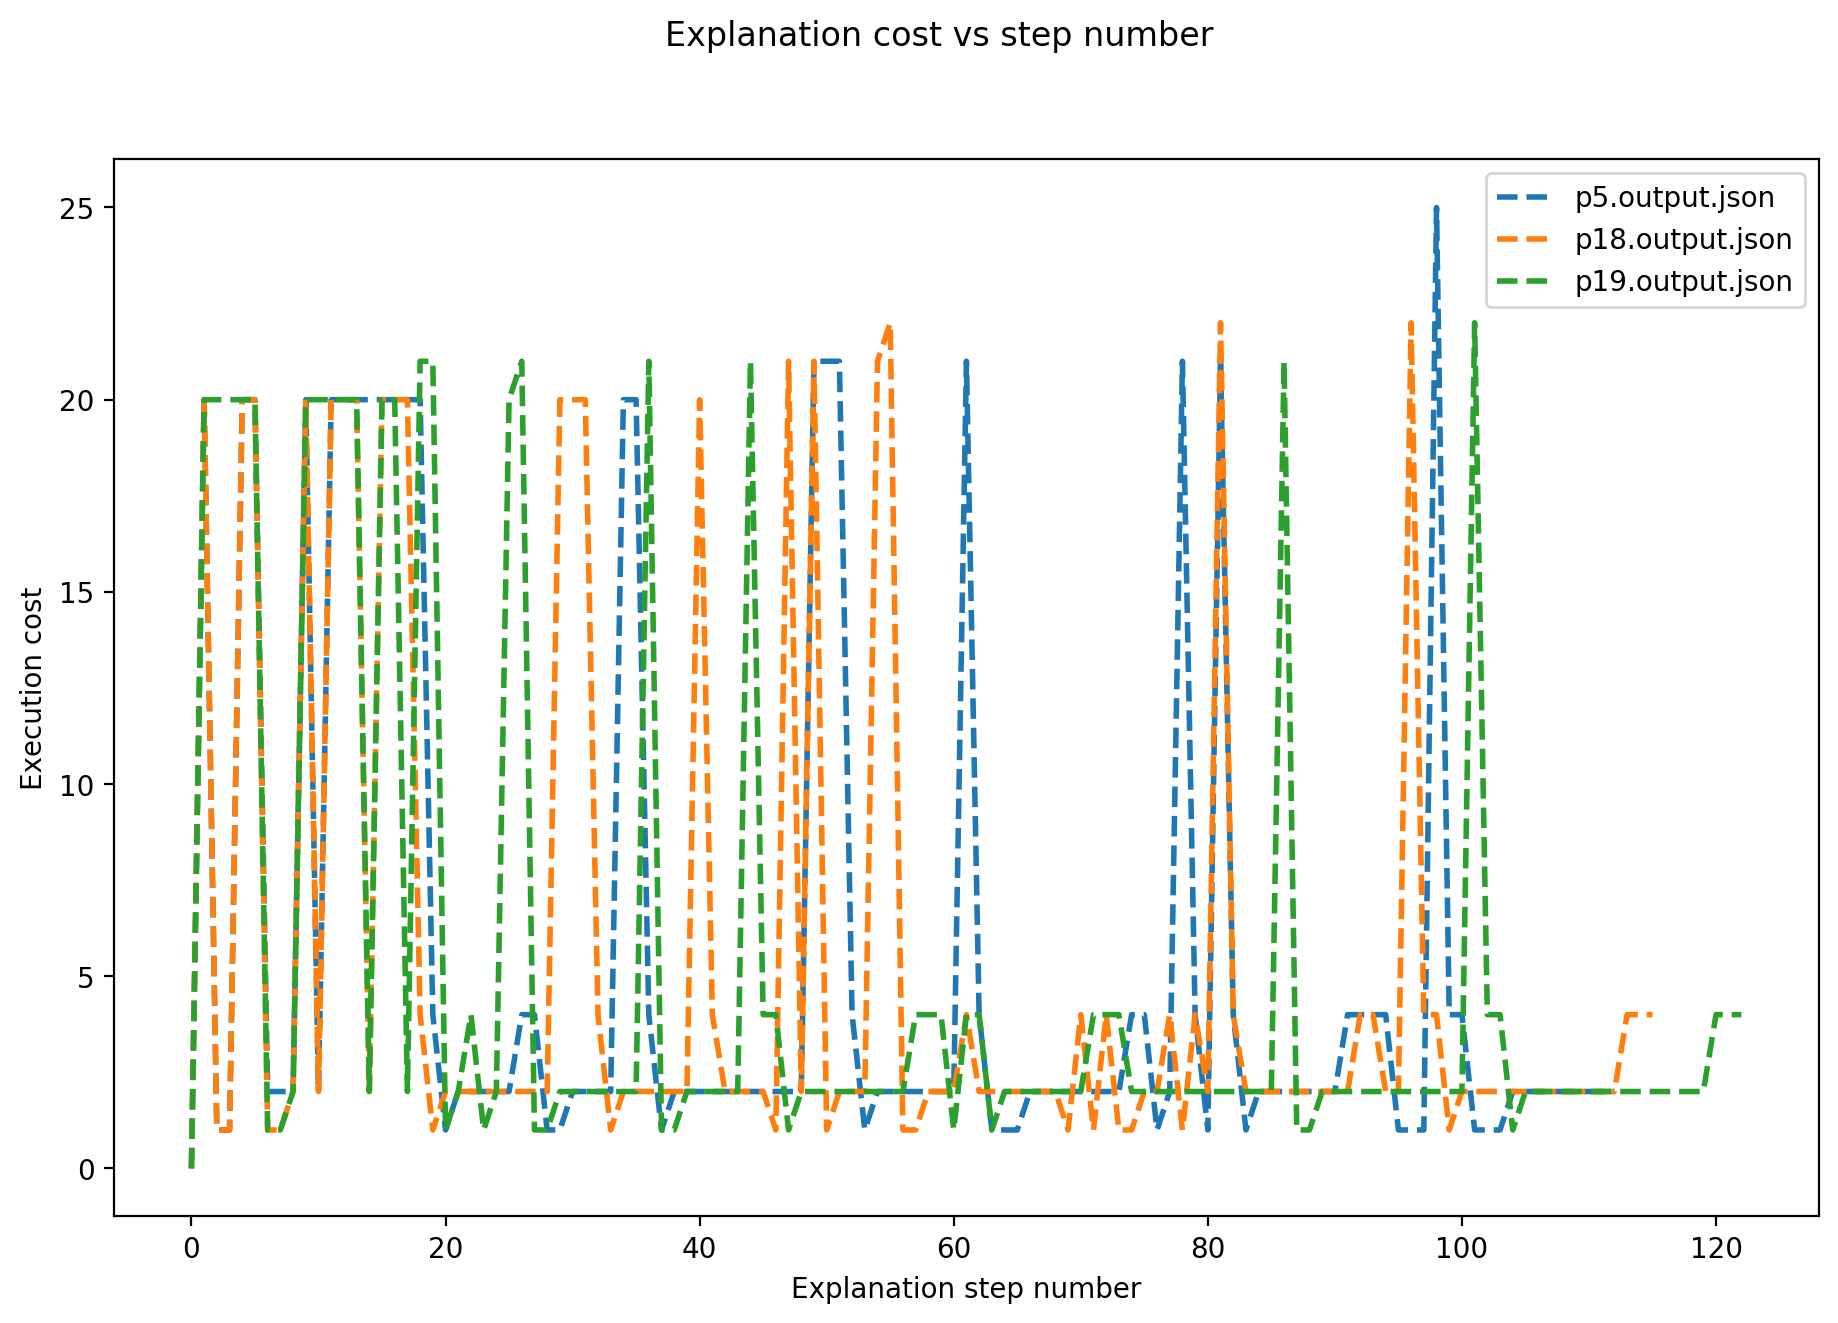 Explanation cost vs step number
25
20
15
10
5
0
Execution cost
p5.output.json
p18.output.json
p19.output.json
0 20 40 60 80 100 120
Explanation step number